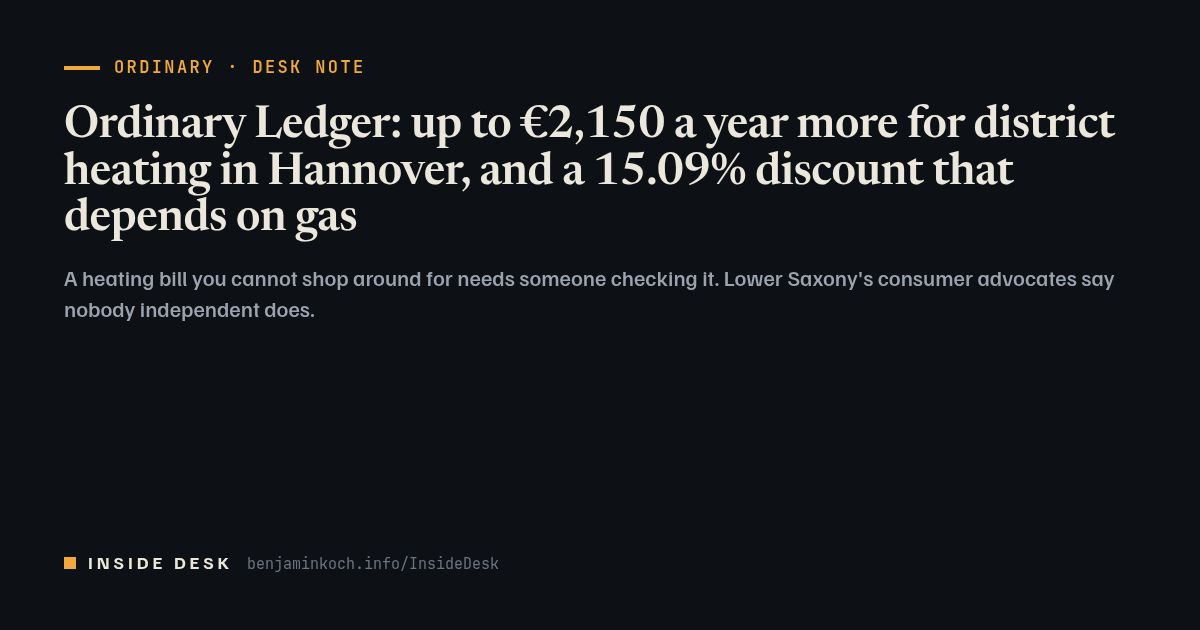 ORDINARY · DESK NOTE
Ordinary Ledger: up to €2,150 a year more for district
heating in Hannover, and a 15.09% discount that
depends on gas
A heating bill you cannot shop around for needs someone checking it. Lower Saxony's consumer advocates say
nobody independent does.
INSIDE DESK benjaminkoch.info/InsideDesk